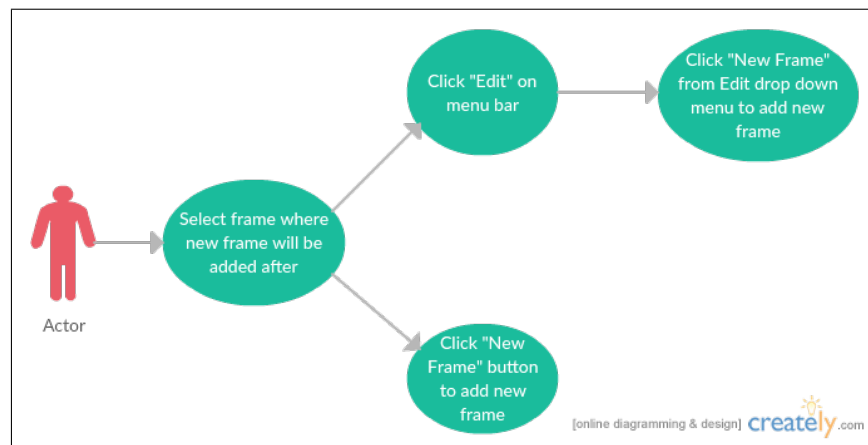 Click "Edit" on
menu bar
Click "New Frame"
from Edit drop down
menu to add new
frame
Select frame where
new frame will be
added after
Actor
Click "New
Frame" button
to add new
frame
[online diagramming & design] creately.com